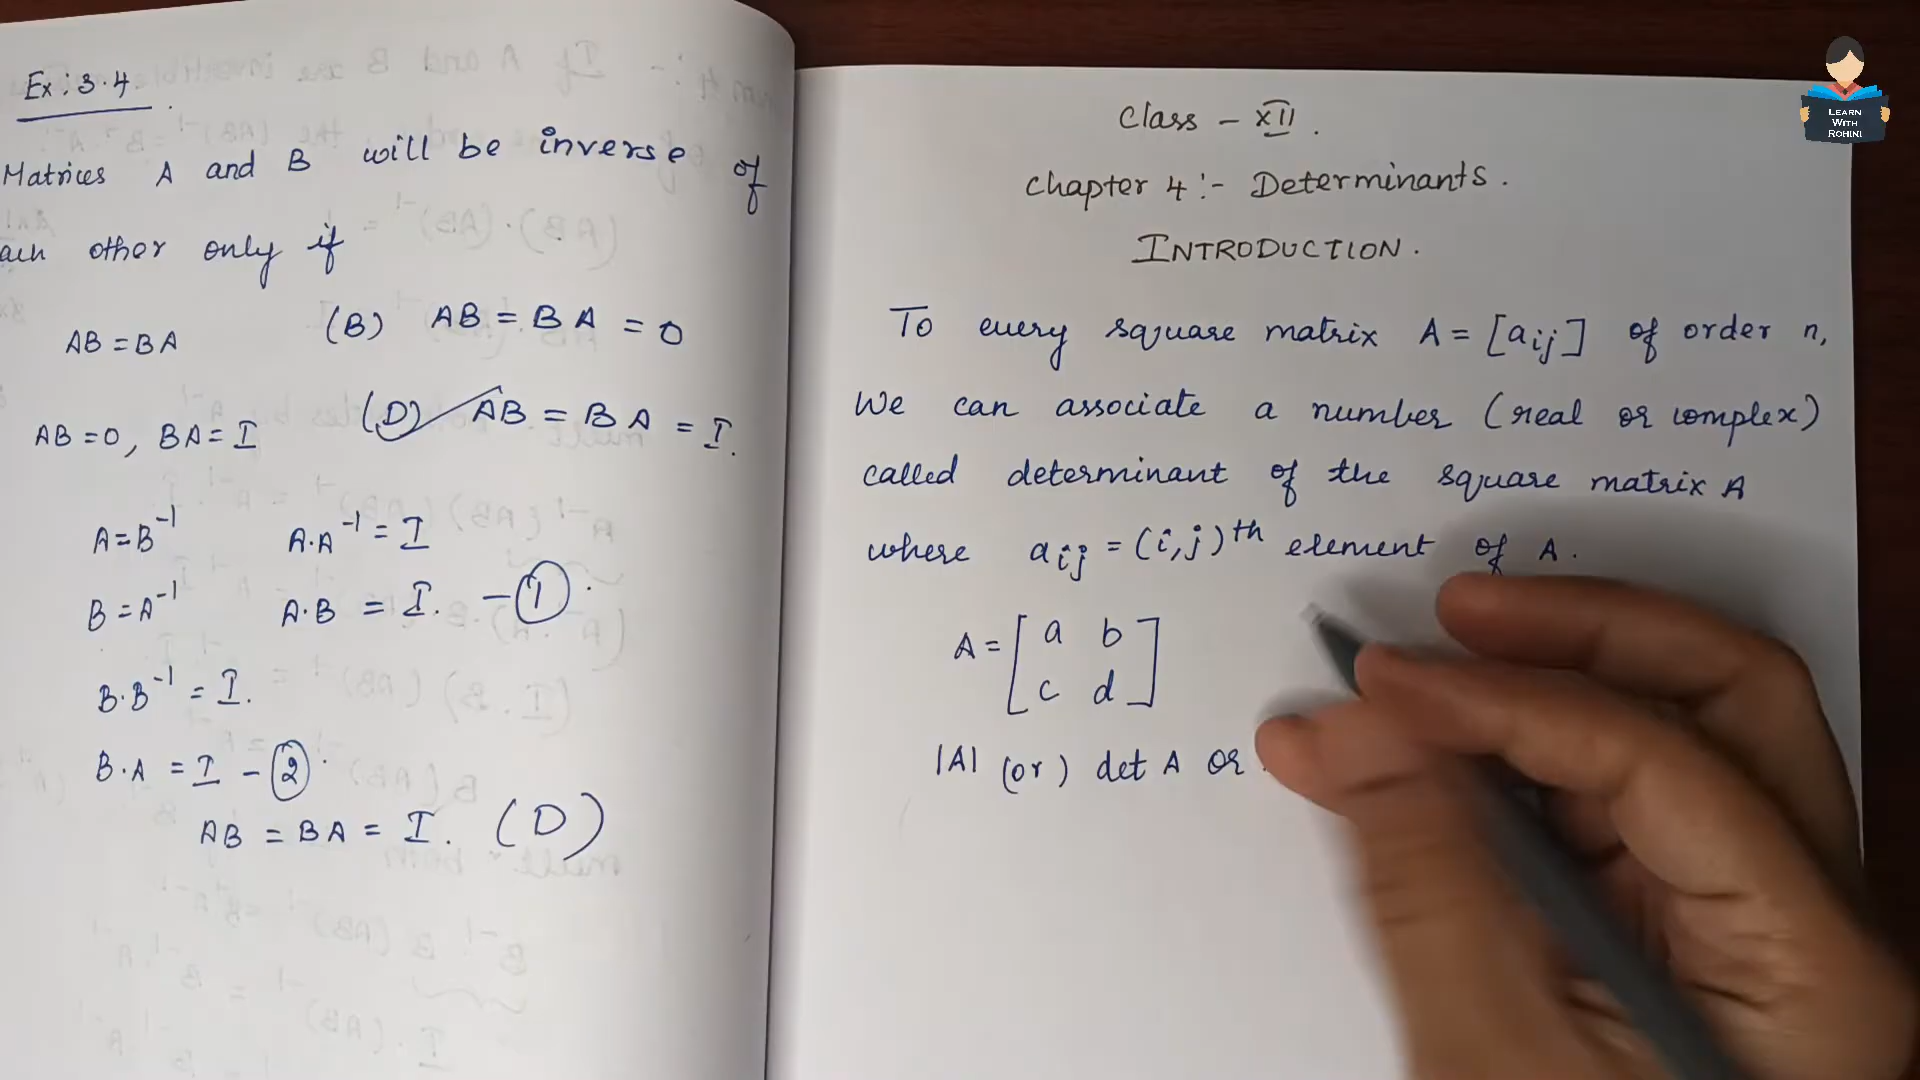 Ex : 3.4
Matrices A and B will be inverse of
other only if
AB = BA (B) AB = BA = 0
AB = 0, BA = I (D) AB = BA = I.
A = B⁻¹ A·A⁻¹ = I
B = A⁻¹ A·B = I. - ①
B·B⁻¹ = I.
B·A = I - ②
AB = BA = I. (D)
Class - XII.
Chapter 4 :- Determinants.
INTRODUCTION.
To every square matrix A = [aij] of order n,
We can associate a number (real or complex)
called determinant of the square matrix A
where aij = (i,j)th element of A.
A = [a b
c d]
|A| (or) det A or
LEARN
WITH
ROHINI